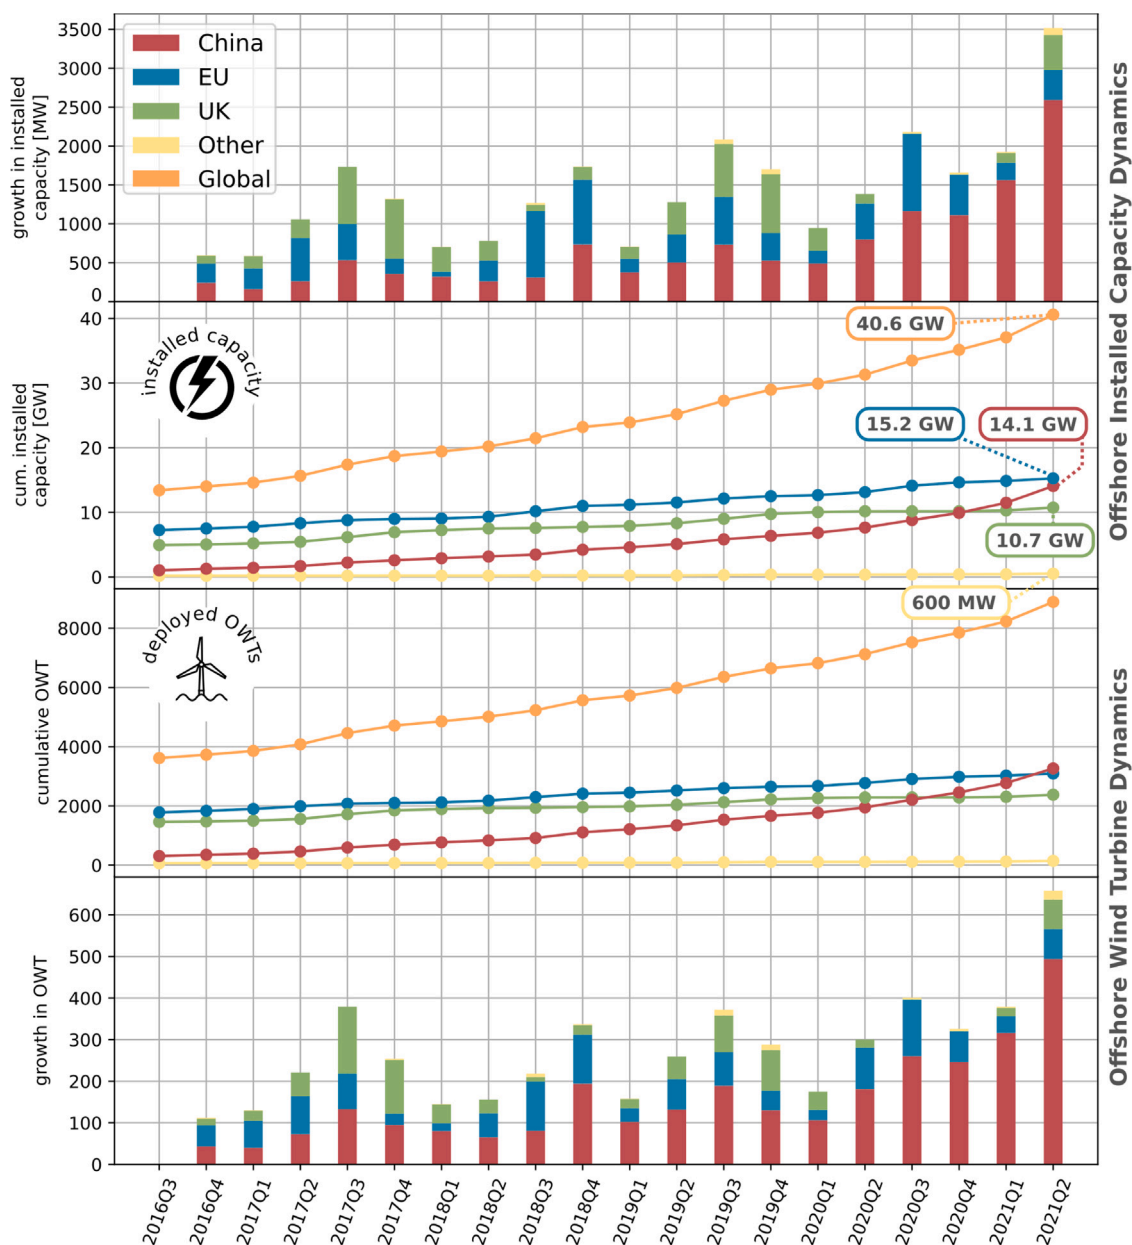 growth in installed
capacity [MW]
3500
3000
2500
2000
1500
1000
500
0
China
EU
UK
Other
Global
cum. installed
capacity [GW]
40
30
20
10
0
installed capacity
40.6 GW
15.2 GW
14.1 GW
10.7 GW
600 MW
Offshore Installed Capacity Dynamics
cumulative OWT
8000
6000
4000
2000
0
deployed OWTs
growth in OWT
600
500
400
300
200
100
0
Offshore Wind Turbine Dynamics
2016Q3
2016Q4
2017Q1
2017Q2
2017Q3
2017Q4
2018Q1
2018Q2
2018Q3
2018Q4
2019Q1
2019Q2
2019Q3
2019Q4
2020Q1
2020Q2
2020Q3
2020Q4
2021Q1
2021Q2